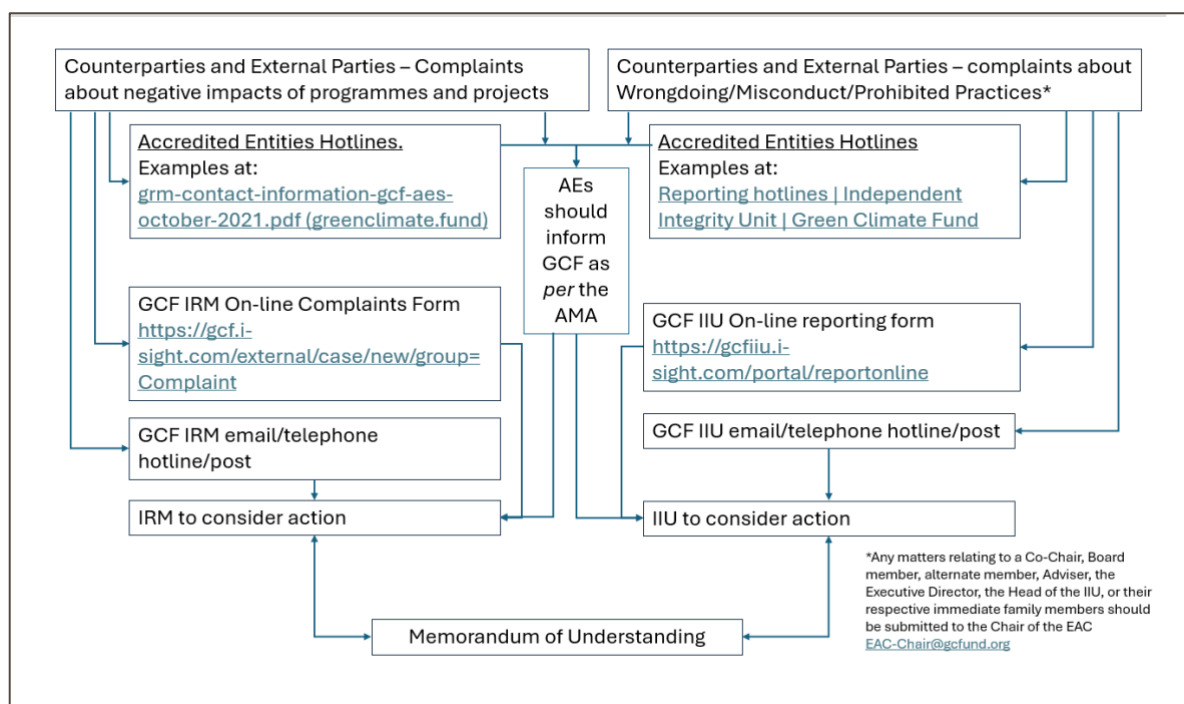 Counterparties and External Parties – Complaints
about negative impacts of programmes and projects
Counterparties and External Parties – complaints about
Wrongdoing/Misconduct/Prohibited Practices*
Accredited Entities Hotlines.
Examples at:
grm-contact-information-gcf-aes-
october-2021.pdf (greenclimate.fund)
AEs
should
inform
GCF as
per the
AMA
Accredited Entities Hotlines
Examples at:
Reporting hotlines | Independent
Integrity Unit | Green Climate Fund
GCF IRM On-line Complaints Form
https://gcf.i-
sight.com/external/case/new/group=
Complaint
GCF IIU On-line reporting form
https://gcfiiu.i-
sight.com/portal/reportonline
GCF IRM email/telephone
hotline/post
GCF IIU email/telephone hotline/post
IRM to consider action
IIU to consider action
*Any matters relating to a Co-Chair, Board
member, alternate member, Adviser, the
Executive Director, the Head of the IIU, or their
respective immediate family members should
be submitted to the Chair of the EAC
EAC-Chair@gcfund.org
Memorandum of Understanding